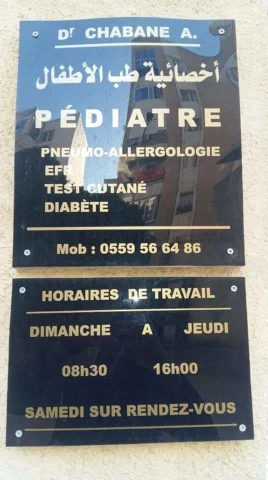 Dr CHABANE A.
أخصائية طب الأطفال
PÉDIATRE
PNEUMO-ALLERGOLOGIE
EFR
TEST CUTANÉ
DIABÈTE
Mob : 0559 56 64 86
HORAIRES DE TRAVAIL
DIMANCHE A JEUDI
08h30 16h00
SAMEDI SUR RENDEZ-VOUS